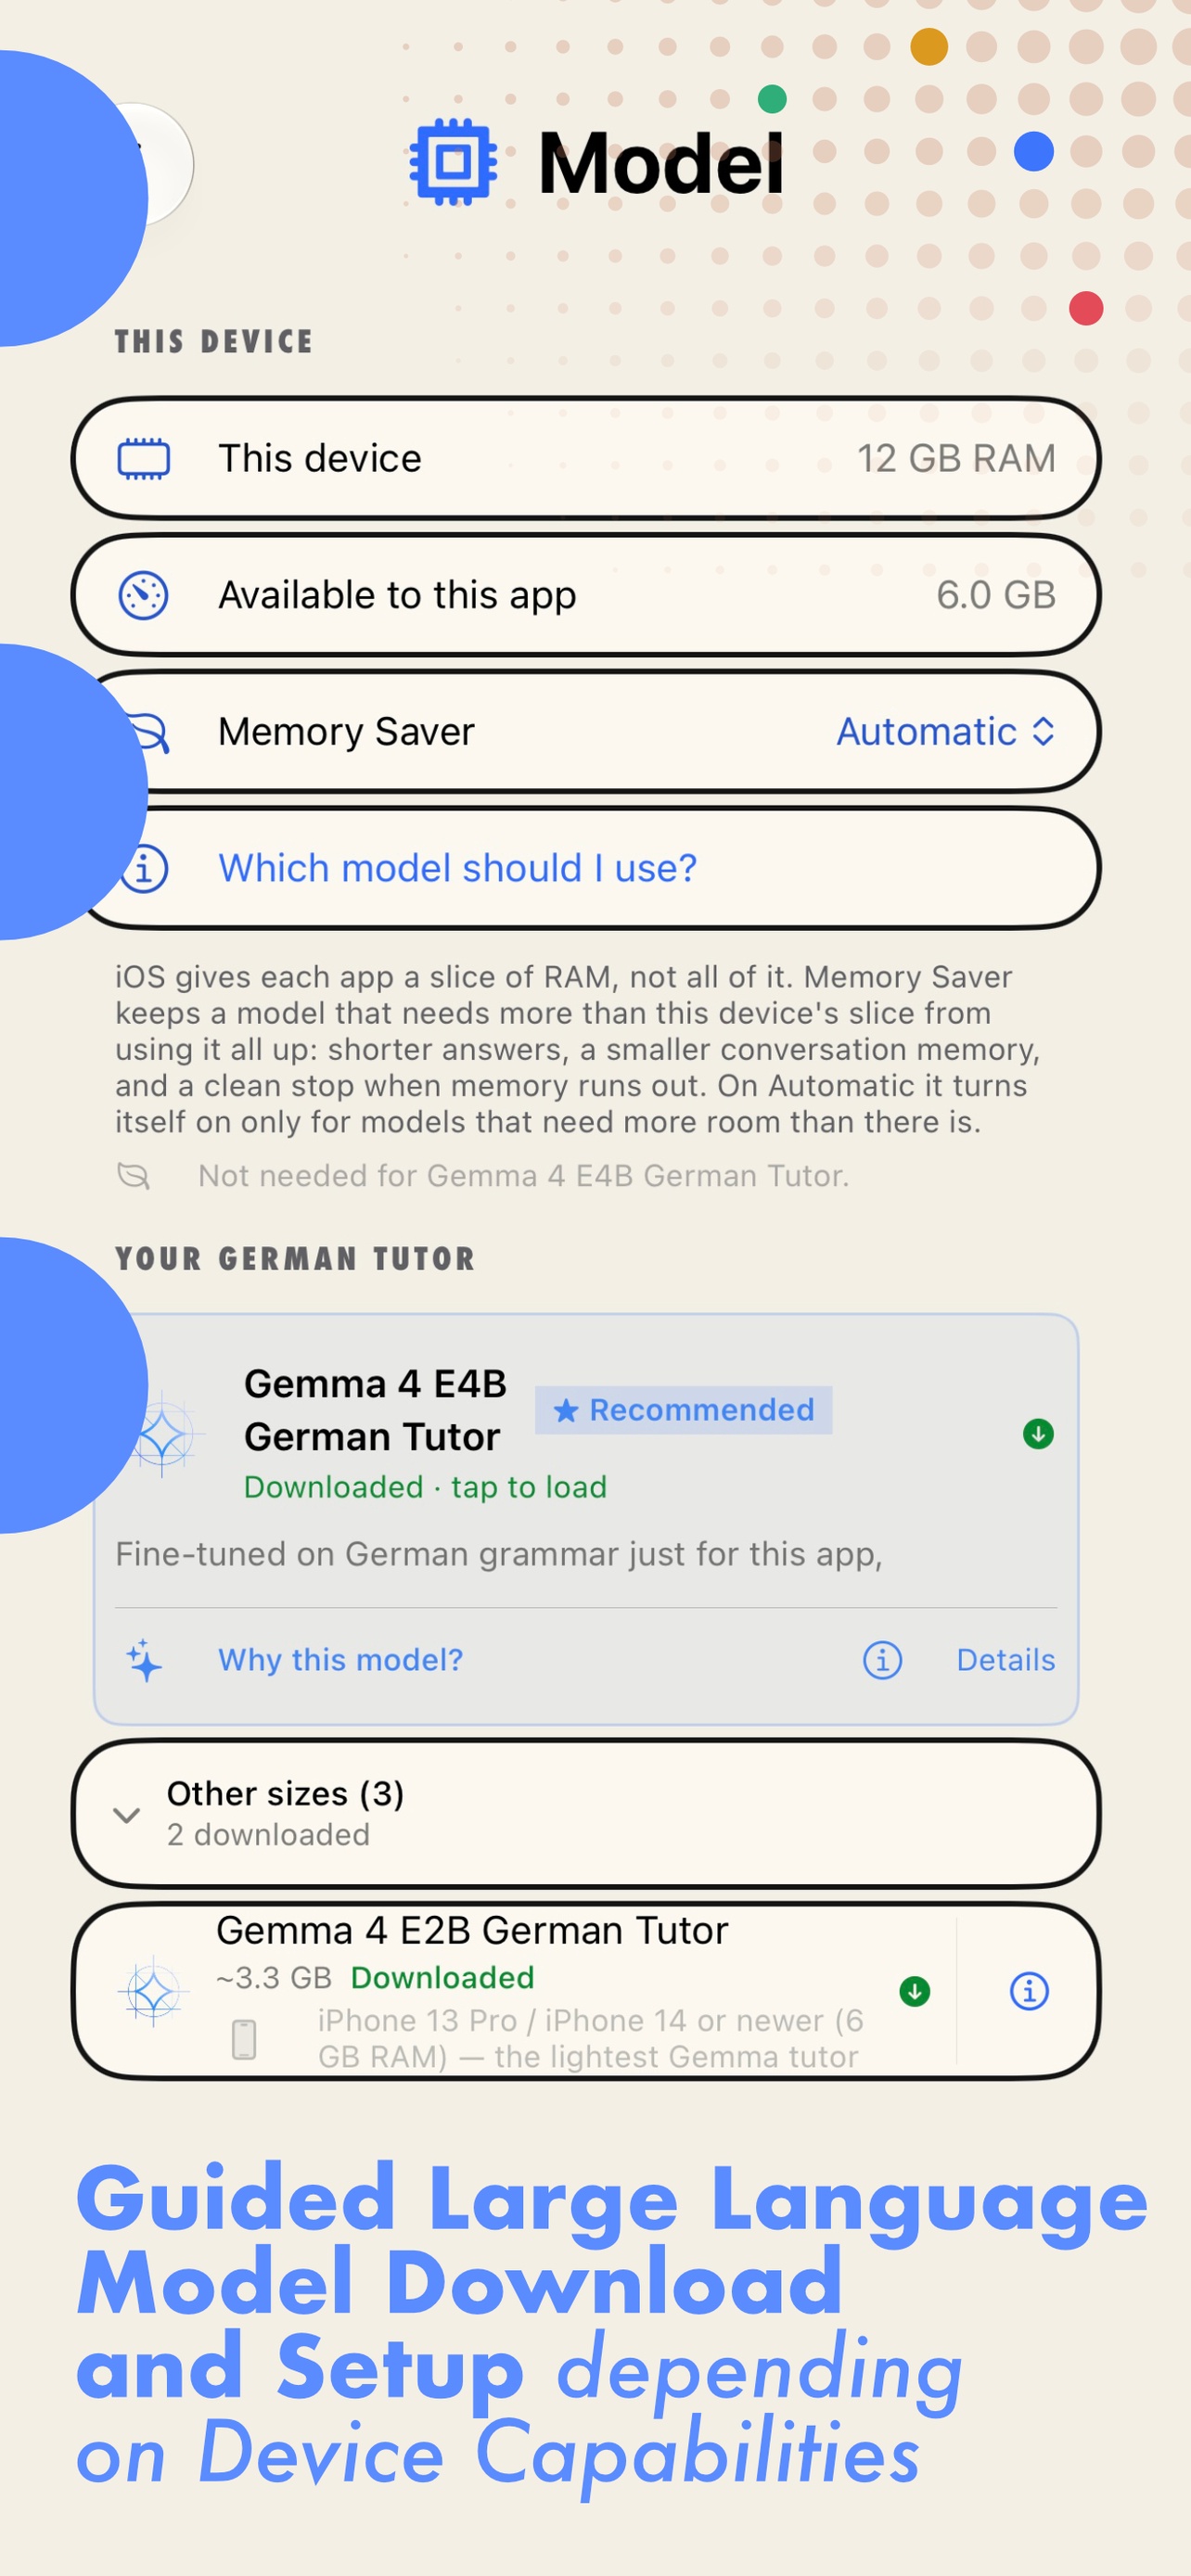 Model
THIS DEVICE
This device
12 GB RAM
Available to this app
6.0 GB
Memory Saver
Automatic
Which model should I use?
iOS gives each app a slice of RAM, not all of it. Memory Saver
keeps a model that needs more than this device's slice from
using it all up: shorter answers, a smaller conversation memory,
and a clean stop when memory runs out. On Automatic it turns
itself on only for models that need more room than there is.
Not needed for Gemma 4 E4B German Tutor.
YOUR GERMAN TUTOR
Gemma 4 E4B
German Tutor
Recommended
Downloaded · tap to load
Fine-tuned on German grammar just for this app,
Why this model?
Details
Other sizes (3)
2 downloaded
Gemma 4 E2B German Tutor
~3.3 GB Downloaded
iPhone 13 Pro / iPhone 14 or newer (6
GB RAM) — the lightest Gemma tutor
Guided Large Language
Model Download
and Setup depending
on Device Capabilities